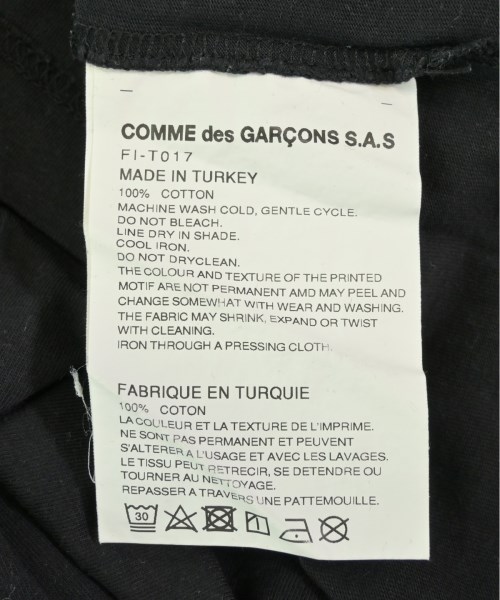 COMME des GARÇONS S.A.S
FI-T017
MADE IN TURKEY
100% COTTON
MACHINE WASH COLD, GENTLE CYCLE.
DO NOT BLEACH.
LINE DRY IN SHADE.
COOL IRON.
DO NOT DRYCLEAN.
THE COLOUR AND TEXTURE OF THE PRINTED
MOTIF ARE NOT PERMANENT AMD MAY PEEL AND
CHANGE SOMEWHAT WITH WEAR AND WASHING.
THE FABRIC MAY SHRINK, EXPAND OR TWIST
WITH CLEANING.
IRON THROUGH A PRESSING CLOTH.
FABRIQUE EN TURQUIE
100% COTON
LA COULEUR ET LA TEXTURE DE L'IMPRIME.
NE SONT PAS PERMANENT ET PEUVENT
S'ALTERER A L'USAGE ET AVEC LES LAVAGES.
LE TISSU PEUT RETRECIR, SE DETENDRE OU
TOURNER AU NETTOYAGE.
REPASSER A TRAVERS UNE PATTEMOUILLE.
30